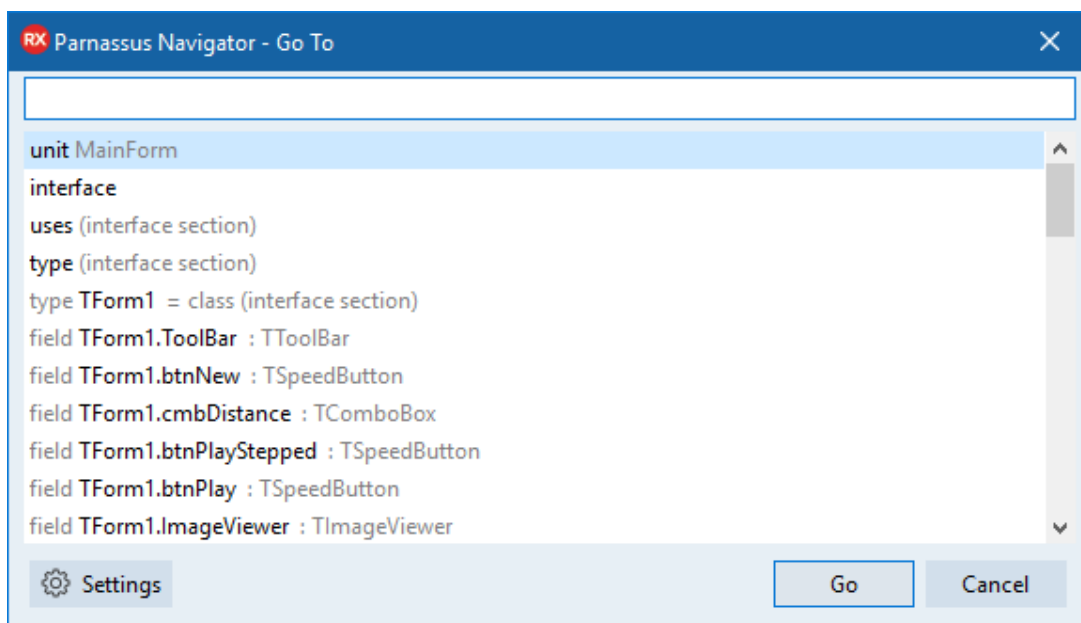 RX Parnassus Navigator - Go To
unit MainForm
interface
uses (interface section)
type (interface section)
type TForm1 = class (interface section)
field TForm1.ToolBar : TToolBar
field TForm1.btnNew : TSpeedButton
field TForm1.cmbDistance : TComboBox
field TForm1.btnPlayStepped : TSpeedButton
field TForm1.btnPlay : TSpeedButton
field TForm1.ImageViewer : TImageViewer
Settings Go Cancel